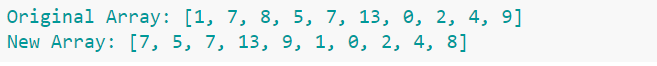 Original Array: [1, 7, 8, 5, 7, 13, 0, 2, 4, 9]
New Array: [7, 5, 7, 13, 9, 1, 0, 2, 4, 8]